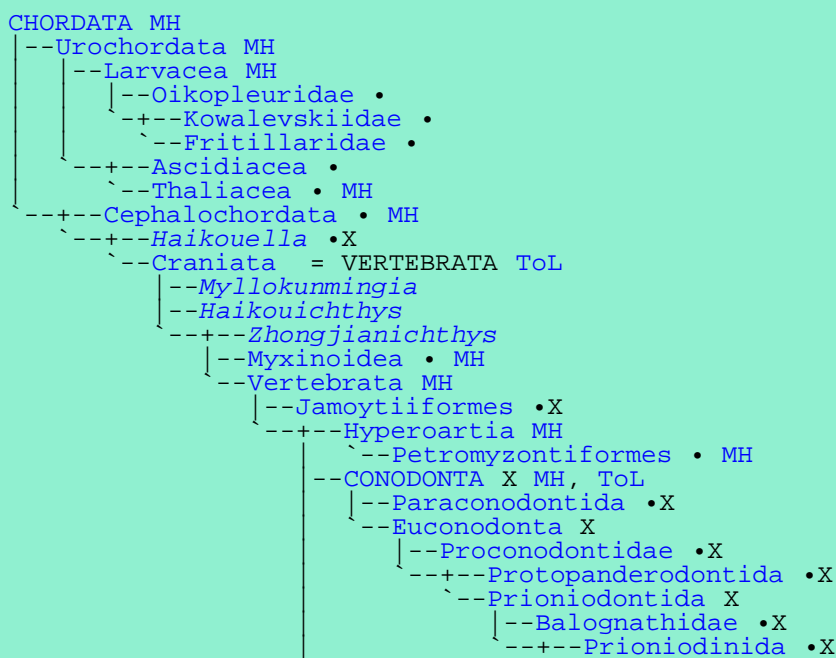 CHORDATA MH
|--Urochordata MH
|  |--Larvacea MH
|  |  |--Oikopleuridae •
|  |  `-+--Kowalevskiidae •
|  |    `--Fritillaridae •
|  `--+--Ascidiacea •
|     `--Thaliacea • MH
`--+--Cephalochordata • MH
   `--+--Haikouella •X
      `--Craniata  = VERTEBRATA ToL
         |--Myllokunmingia
         |--Haikouichthys
         `--+--Zhongjianichthys
            |--Myxinoidea • MH
            `--Vertebrata MH
               |--Jamoytiiformes •X
               `--+--Hyperoartia MH
                  |  `--Petromyzontiformes • MH
                  |--CONODONTA X MH, ToL
                  |  |--Paraconodontida •X
                  |  `--Euconodonta X
                  |     |--Proconodontidae •X
                  |     `--+--Protopanderodontida •X
                  |        `--Prioniodontida X
                  |           |--Balognathidae •X
                  |           `--+--Prioniodinida •X